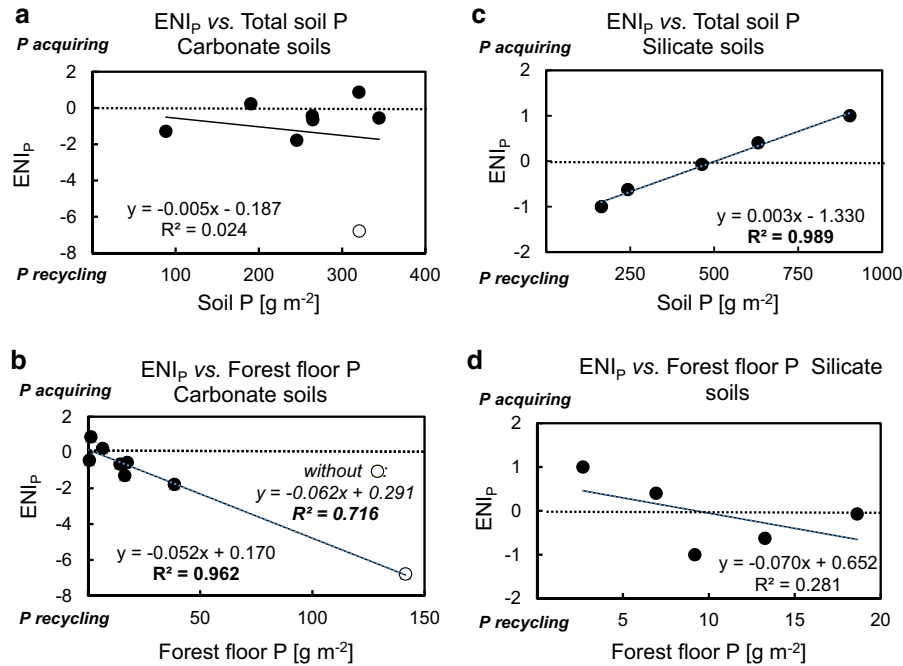 a
ENIP vs. Total soil P
Carbonate soils
P acquiring
2
0
-2
-4
-6
-8
ENIP
y = -0.005x - 0.187
R² = 0.024
100
200
300
400
P recycling
Soil P [g m-2]
c
ENIP vs. Total soil P
Silicate soils
P acquiring
2
1
0
-1
-2
ENIP
y = 0.003x - 1.330
R² = 0.989
250
500
750
1000
P recycling
Soil P [g m-2]
b
ENIP vs. Forest floor P
Carbonate soils
P acquiring
2
0
-2
-4
-6
-8
ENIP
without :
y = -0.062x + 0.291
R² = 0.716
y = -0.052x + 0.170
R² = 0.962
50
100
150
P recycling
Forest floor P [g m-2]
d
ENIP vs. Forest floor P Silicate
soils
P acquiring
2
1
0
-1
-2
ENIP
y = -0.070x + 0.652
R² = 0.281
5
10
15
20
P recycling
Forest floor P [g m-2]